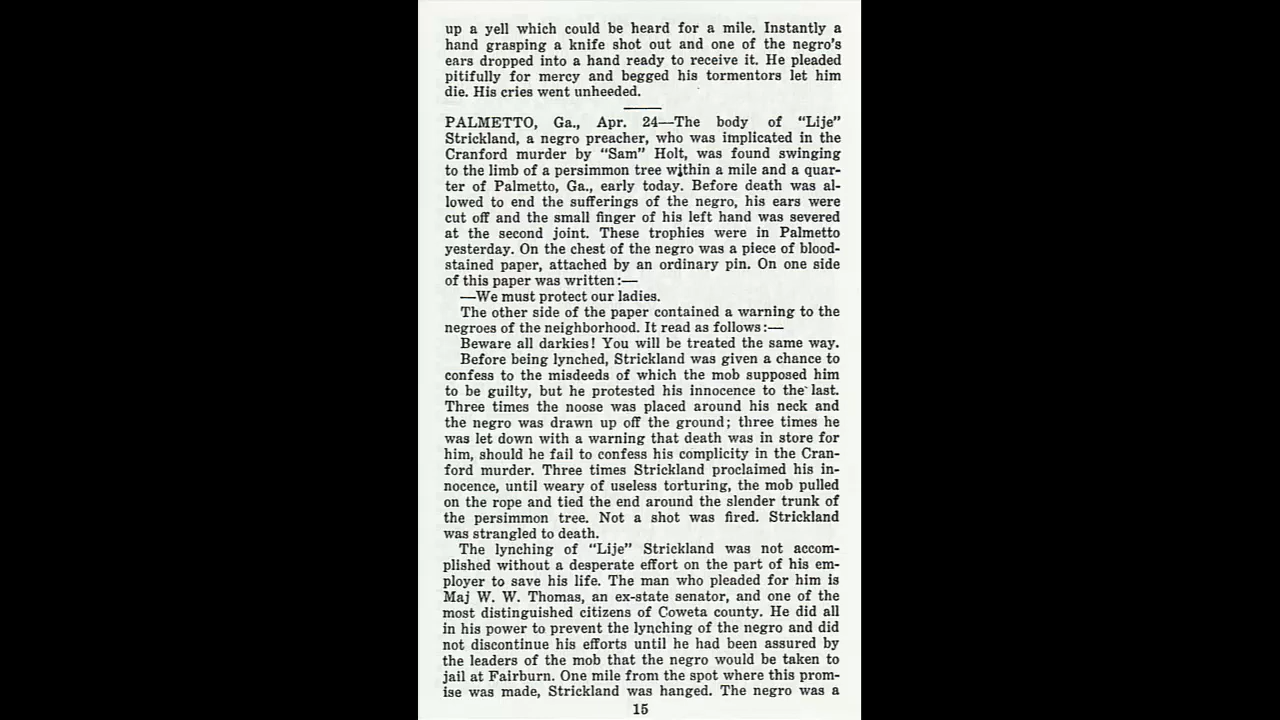 up a yell which could be heard for a mile. Instantly a
hand grasping a knife shot out and one of the negro's
ears dropped into a hand ready to receive it. He pleaded
pitifully for mercy and begged his tormentors let him
die. His cries went unheeded.
PALMETTO, Ga., Apr. 24—The body of “Lije”
Strickland, a negro preacher, who was implicated in the
Cranford murder by “Sam” Holt, was found swinging
to the limb of a persimmon tree within a mile and a quar-
ter of Palmetto, Ga., early today. Before death was al-
lowed to end the sufferings of the negro, his ears were
cut off and the small finger of his left hand was severed
at the second joint. These trophies were in Palmetto
yesterday. On the chest of the negro was a piece of blood-
stained paper, attached by an ordinary pin. On one side
of this paper was written:—
—We must protect our ladies.
The other side of the paper contained a warning to the
negroes of the neighborhood. It read as follows:—
Beware all darkies! You will be treated the same way.
Before being lynched, Strickland was given a chance to
confess to the misdeeds of which the mob supposed him
to be guilty, but he protested his innocence to the last.
Three times the noose was placed around his neck and
the negro was drawn up off the ground; three times he
was let down with a warning that death was in store for
him, should he fail to confess his complicity in the Cran-
ford murder. Three times Strickland proclaimed his in-
nocence, until weary of useless torturing, the mob pulled
on the rope and tied the end around the slender trunk of
the persimmon tree. Not a shot was fired. Strickland
was strangled to death.
The lynching of “Lije” Strickland was not accom-
plished without a desperate effort on the part of his em-
ployer to save his life. The man who pleaded for him is
Maj W. W. Thomas, an ex-state senator, and one of the
most distinguished citizens of Coweta county. He did all
in his power to prevent the lynching of the negro and did
not discontinue his efforts until he had been assured by
the leaders of the mob that the negro would be taken to
jail at Fairburn. One mile from the spot where this prom-
ise was made, Strickland was hanged. The negro was a
15